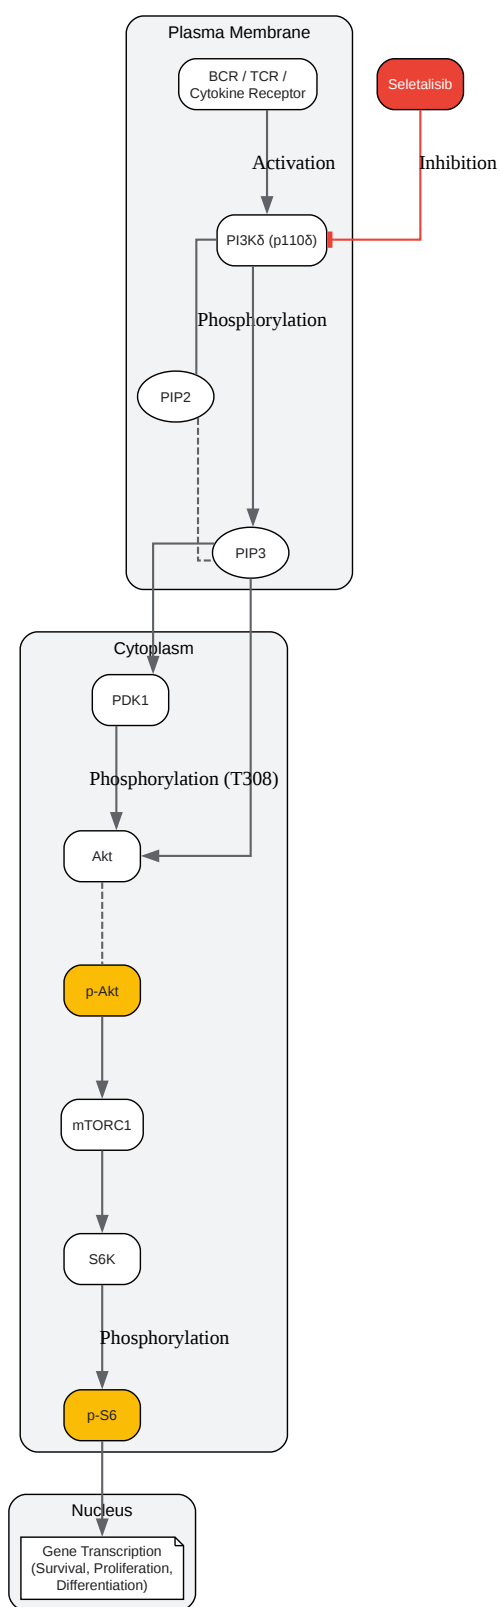 Plasma Membrane
BCR / TCR /
Cytokine Receptor
Seletalisib
Activation
Inhibition
PI3Kδ (p110δ)
Phosphorylation
PIP2
PIP3
Cytoplasm
PDK1
Phosphorylation (T308)
Akt
p-Akt
mTORC1
S6K
Phosphorylation
p-S6
Nucleus
Gene Transcription
(Survival, Proliferation,
Differentiation)